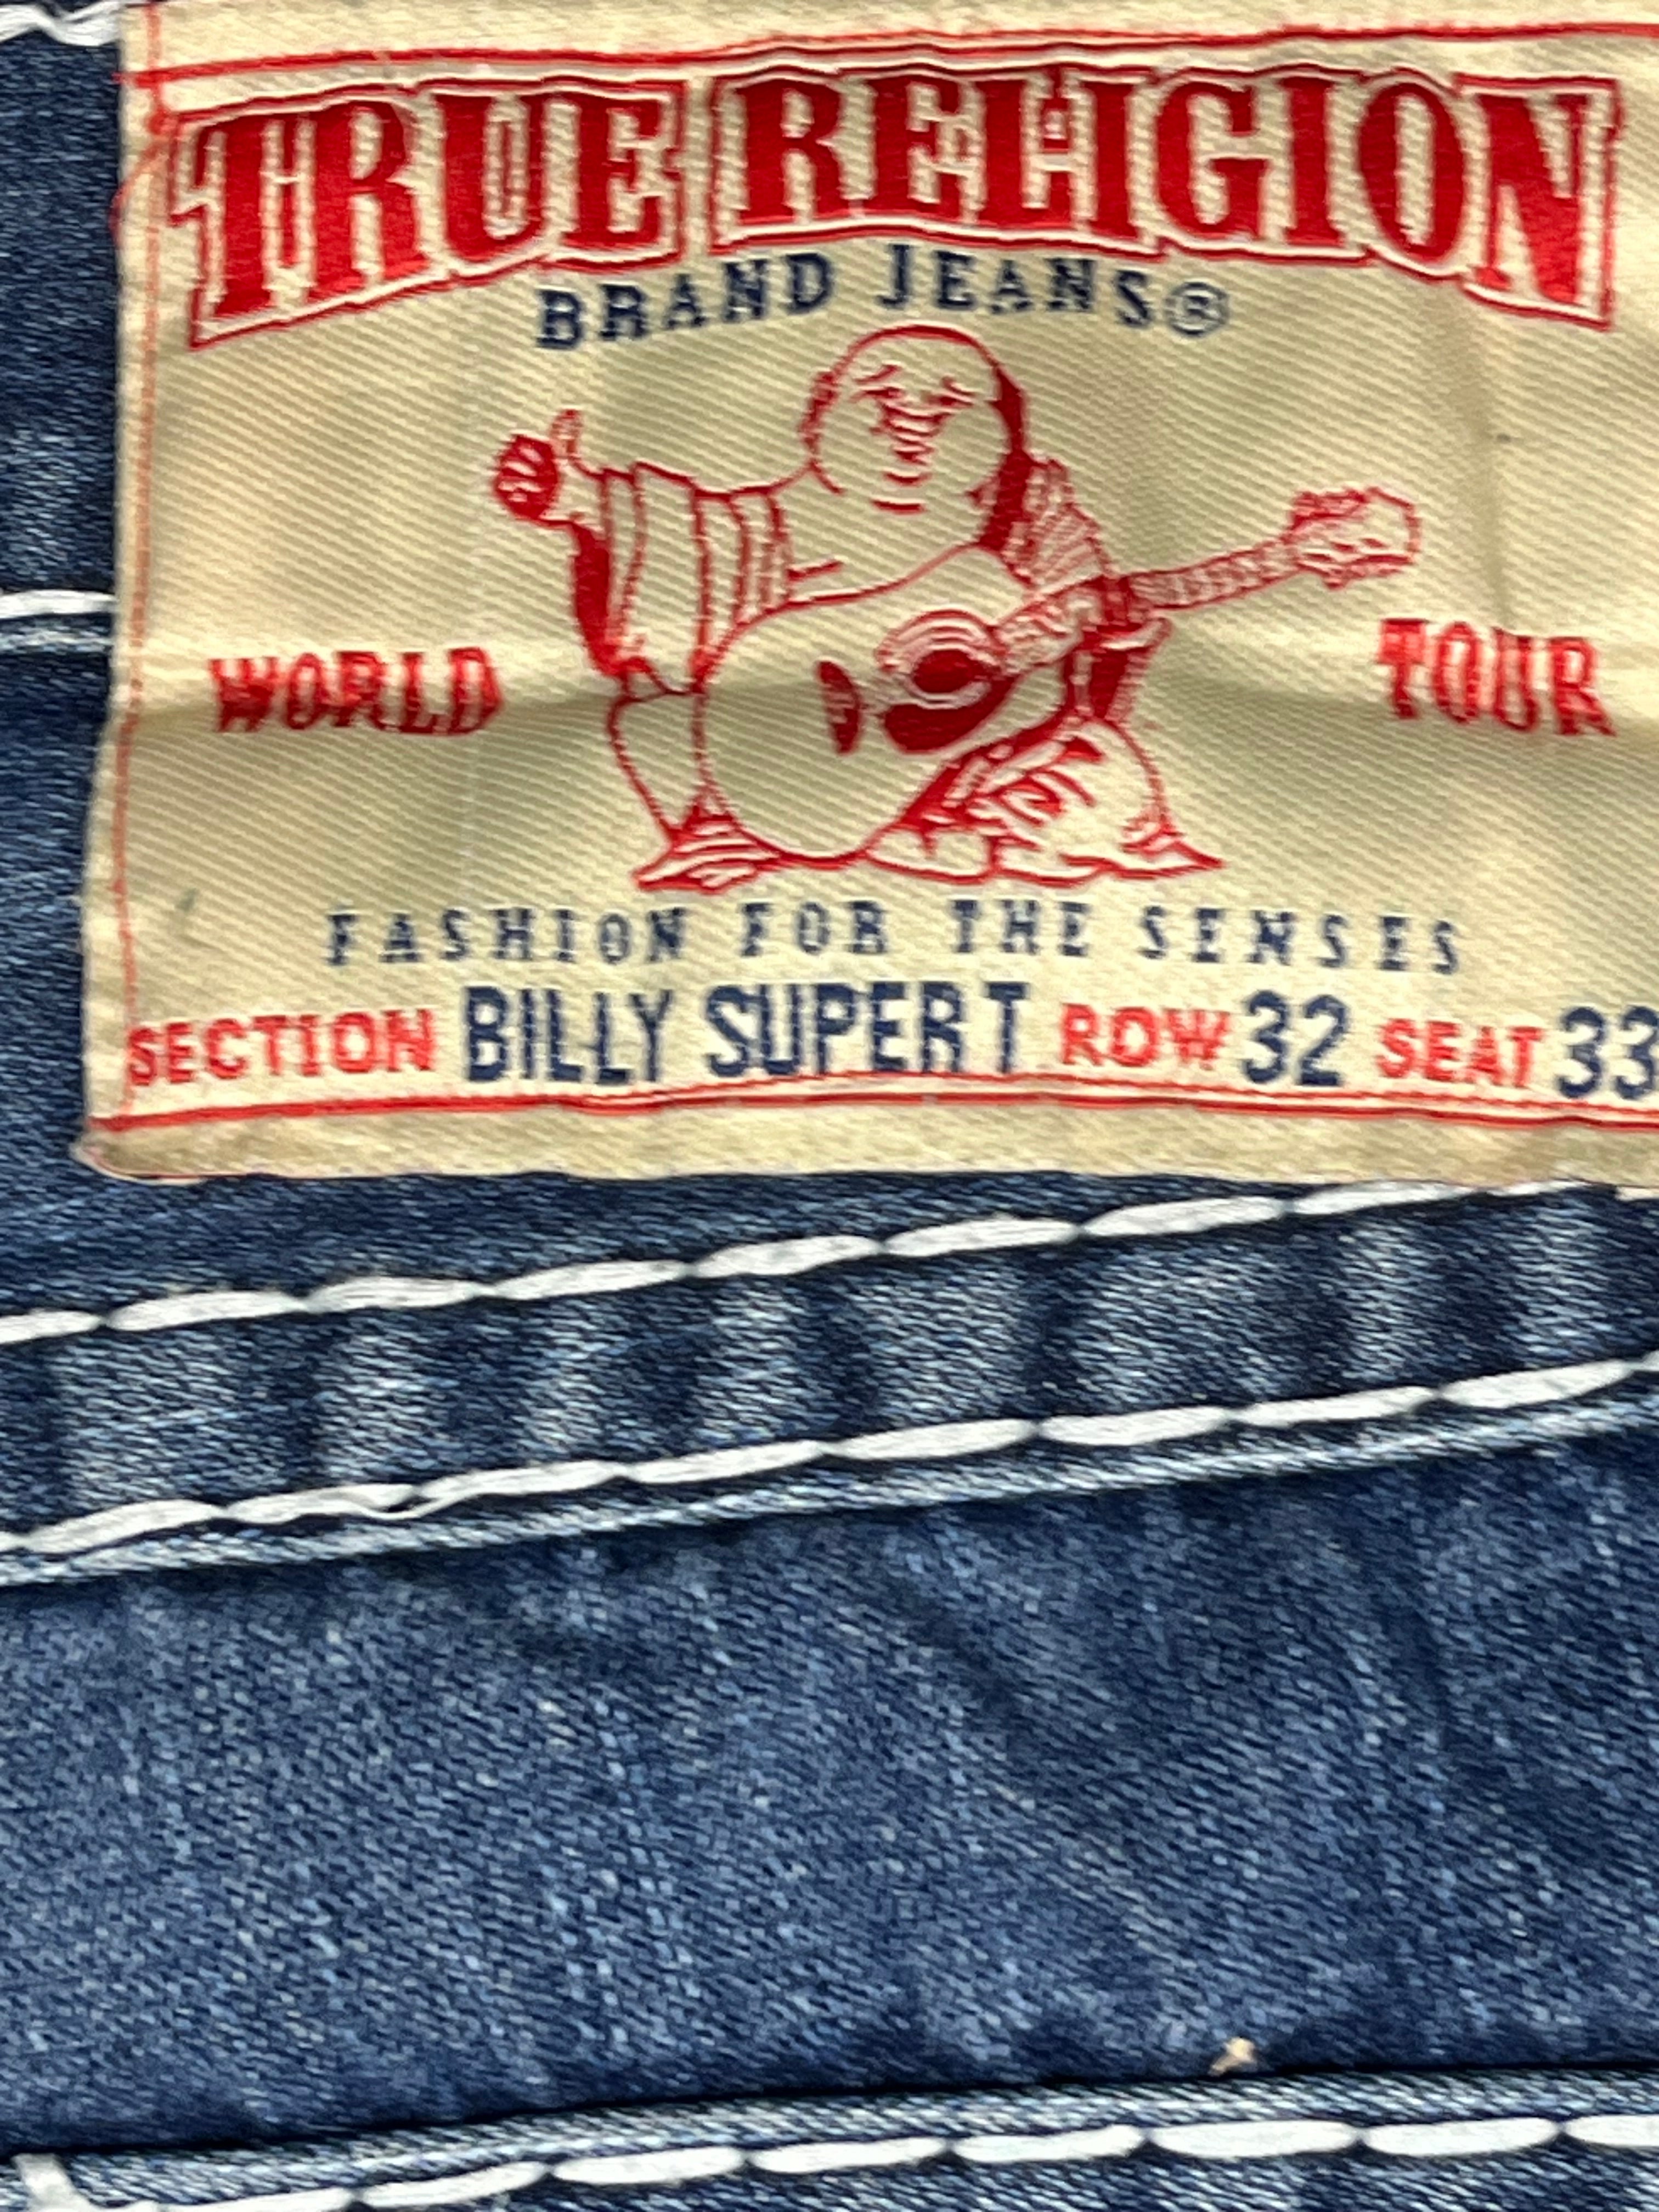 TRUE RELIGION
BRAND JEANS®
WORLD TOUR
FASHION FOR THE SENSES
SECTION BILLY SUPER T ROW 32 SEAT 33